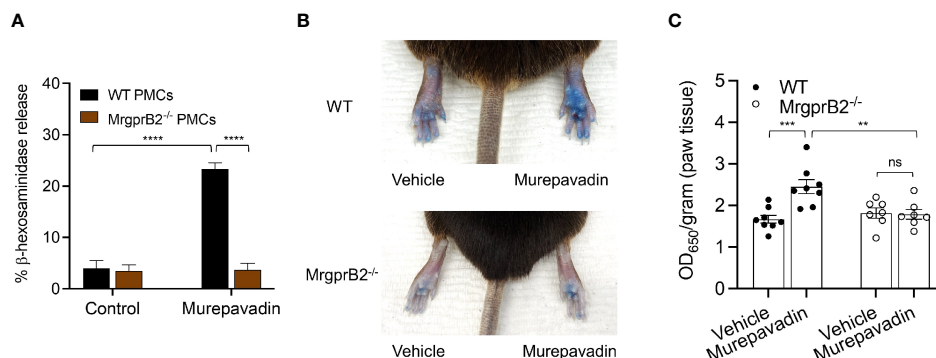 A
% β-hexosaminidase release
40
30
20
10
0
WT PMCs
MrgprB2-/- PMCs
****
****
Control
Murepavadin
B
WT
Vehicle
Murepavadin
MrgprB2-/-
Vehicle
Murepavadin
C
OD650/gram (paw tissue)
5
4
3
2
1
0
WT
MrgprB2-/-
***
**
ns
Vehicle
Murepavadin
Vehicle
Murepavadin